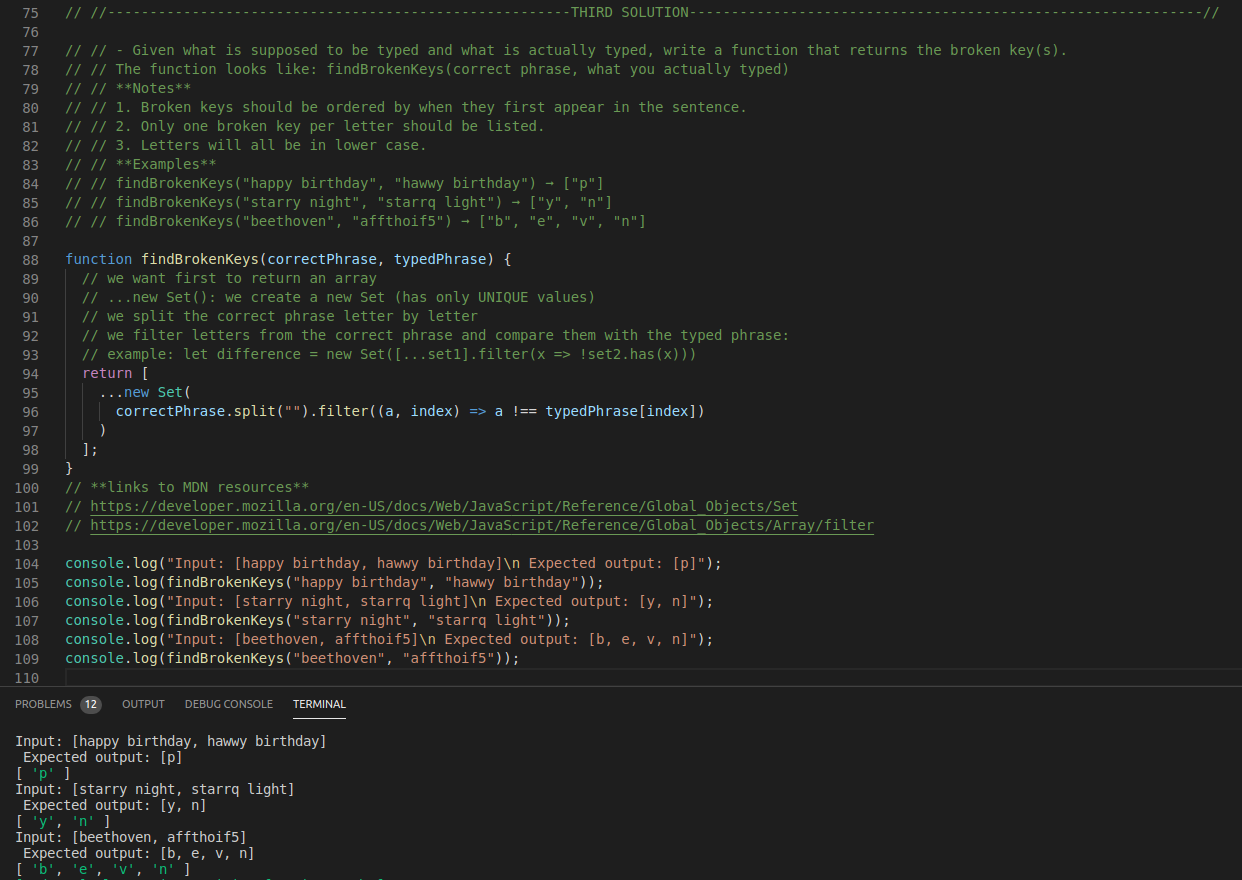 75 // //-------------------------------------------------------THIRD SOLUTION-------------------------------------------------------------//
76
77 // // - Given what is supposed to be typed and what is actually typed, write a function that returns the broken key(s).
78 // // The function looks like: findBrokenKeys(correct phrase, what you actually typed)
79 // // **Notes**
80 // // 1. Broken keys should be ordered by when they first appear in the sentence.
81 // // 2. Only one broken key per letter should be listed.
82 // // 3. Letters will all be in lower case.
83 // // **Examples**
84 // // findBrokenKeys("happy birthday", "hawwy birthday") → ["p"]
85 // // findBrokenKeys("starry night", "starrq light") → ["y", "n"]
86 // // findBrokenKeys("beethoven", "affthoif5") → ["b", "e", "v", "n"]
87
88 function findBrokenKeys(correctPhrase, typedPhrase) {
89 // we want first to return an array
90 // ...new Set(): we create a new Set (has only UNIQUE values)
91 // we split the correct phrase letter by letter
92 // we filter letters from the correct phrase and compare them with the typed phrase:
93 // example: let difference = new Set([...set1].filter(x => !set2.has(x)))
94 return [
95 ...new Set(
96 correctPhrase.split("").filter((a, index) => a !== typedPhrase[index])
97 )
98 ];
99 }
100 // **links to MDN resources**
101 // https://developer.mozilla.org/en-US/docs/Web/JavaScript/Reference/Global_Objects/Set
102 // https://developer.mozilla.org/en-US/docs/Web/JavaScript/Reference/Global_Objects/Array/filter
103
104 console.log("Input: [happy birthday, hawwy birthday]\n Expected output: [p]");
105 console.log(findBrokenKeys("happy birthday", "hawwy birthday"));
106 console.log("Input: [starry night, starrq light]\n Expected output: [y, n]");
107 console.log(findBrokenKeys("starry night", "starrq light"));
108 console.log("Input: [beethoven, affthoif5]\n Expected output: [b, e, v, n]");
109 console.log(findBrokenKeys("beethoven", "affthoif5"));
110
PROBLEMS 12 OUTPUT DEBUG CONSOLE TERMINAL
Input: [happy birthday, hawwy birthday]
 Expected output: [p]
[ 'p' ]
Input: [starry night, starrq light]
 Expected output: [y, n]
[ 'y', 'n' ]
Input: [beethoven, affthoif5]
 Expected output: [b, e, v, n]
[ 'b', 'e', 'v', 'n' ]